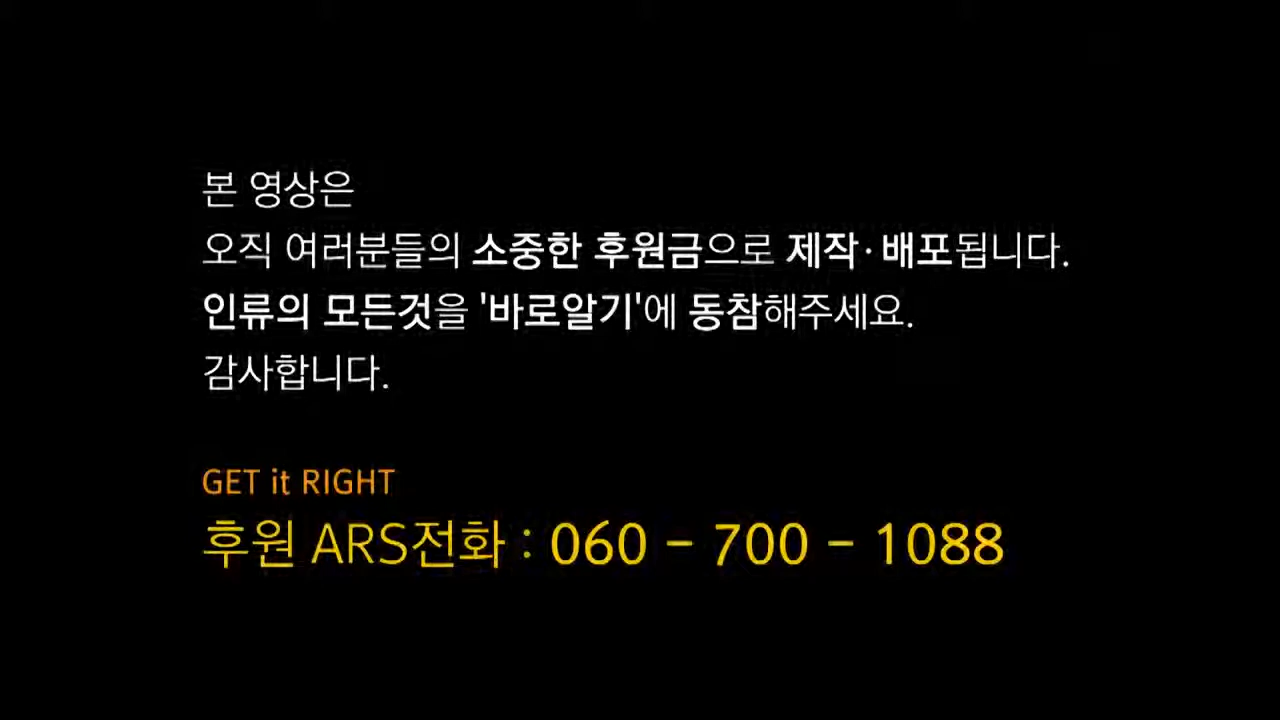 본 영상은
오직 여러분들의 소중한 후원금으로 제작·배포됩니다.
인류의 모든것을 '바로알기'에 동참해주세요.
감사합니다.
GET it RIGHT
후원 ARS전화 : 060 - 700 - 1088